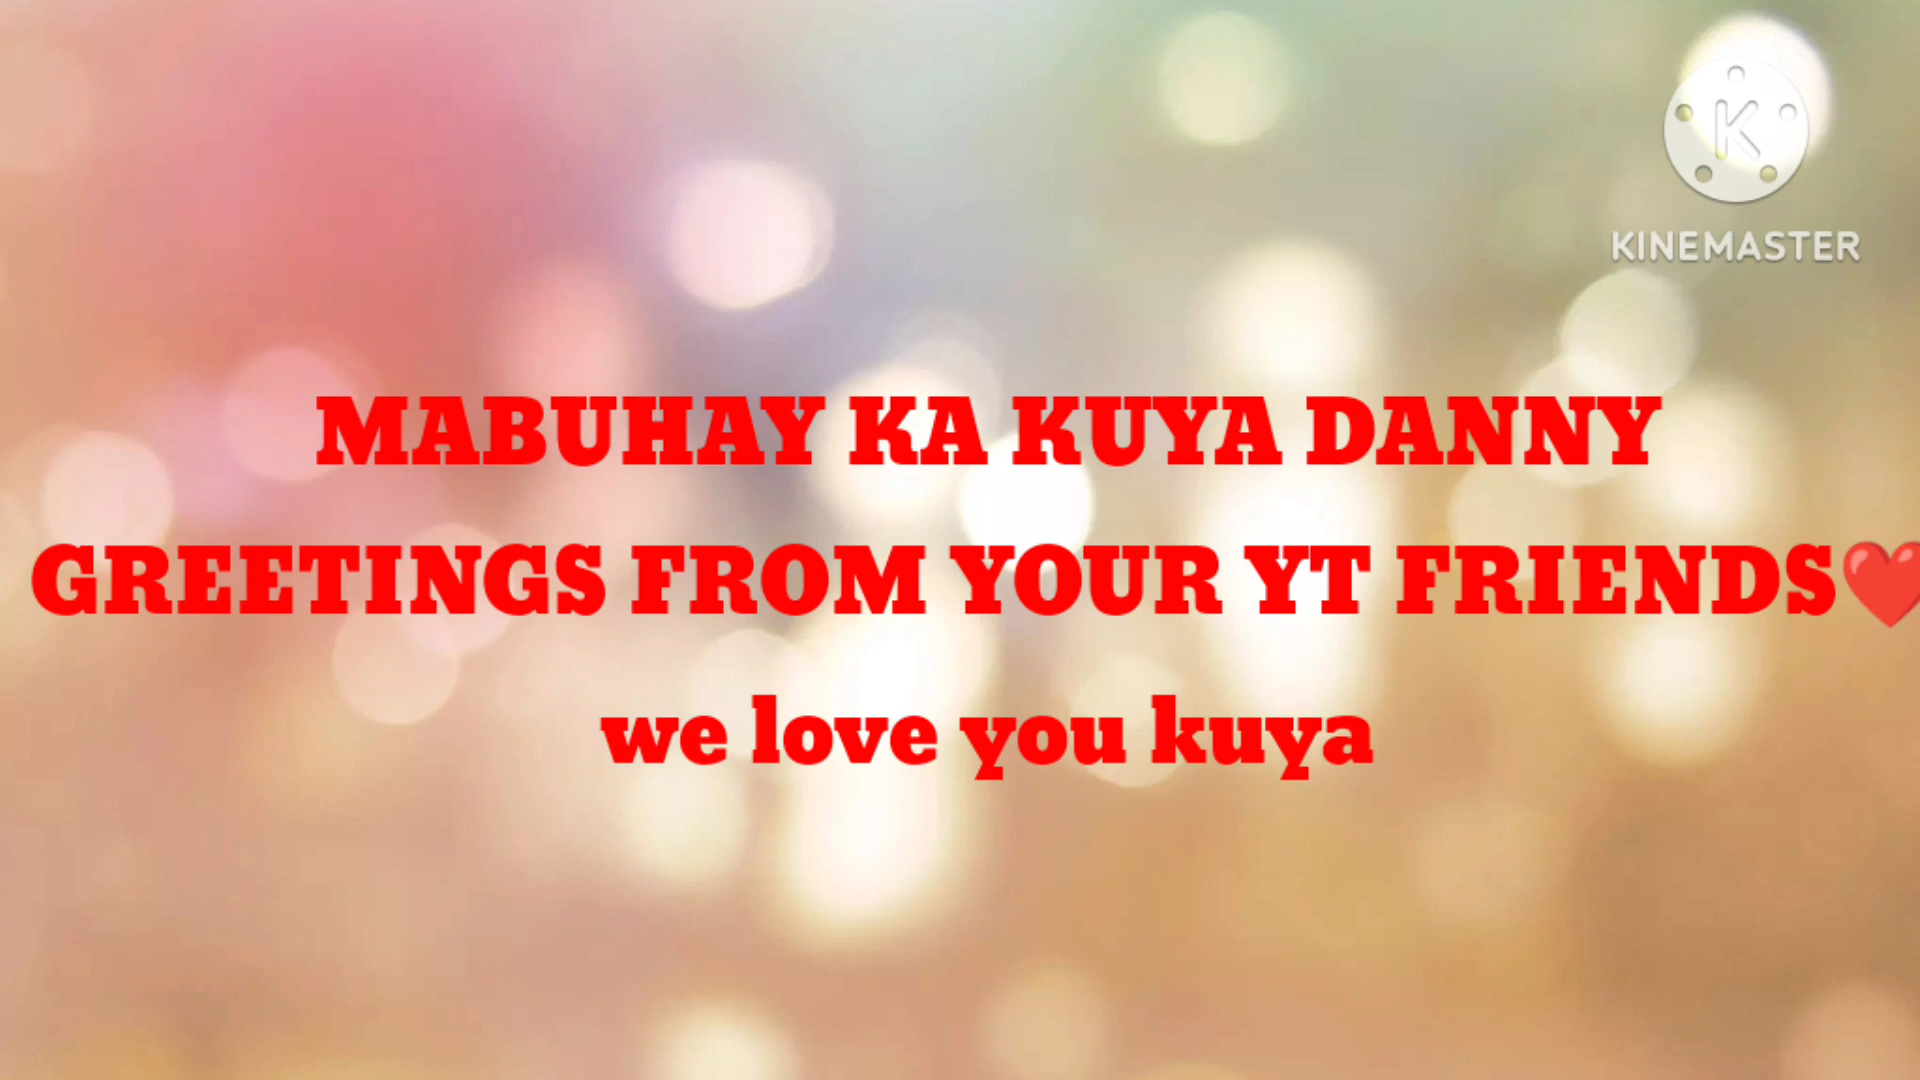 K
KINEMASTER
MABUHAY KA KUYA DANNY
GREETINGS FROM YOUR YT FRIENDS❤️
we love you kuya